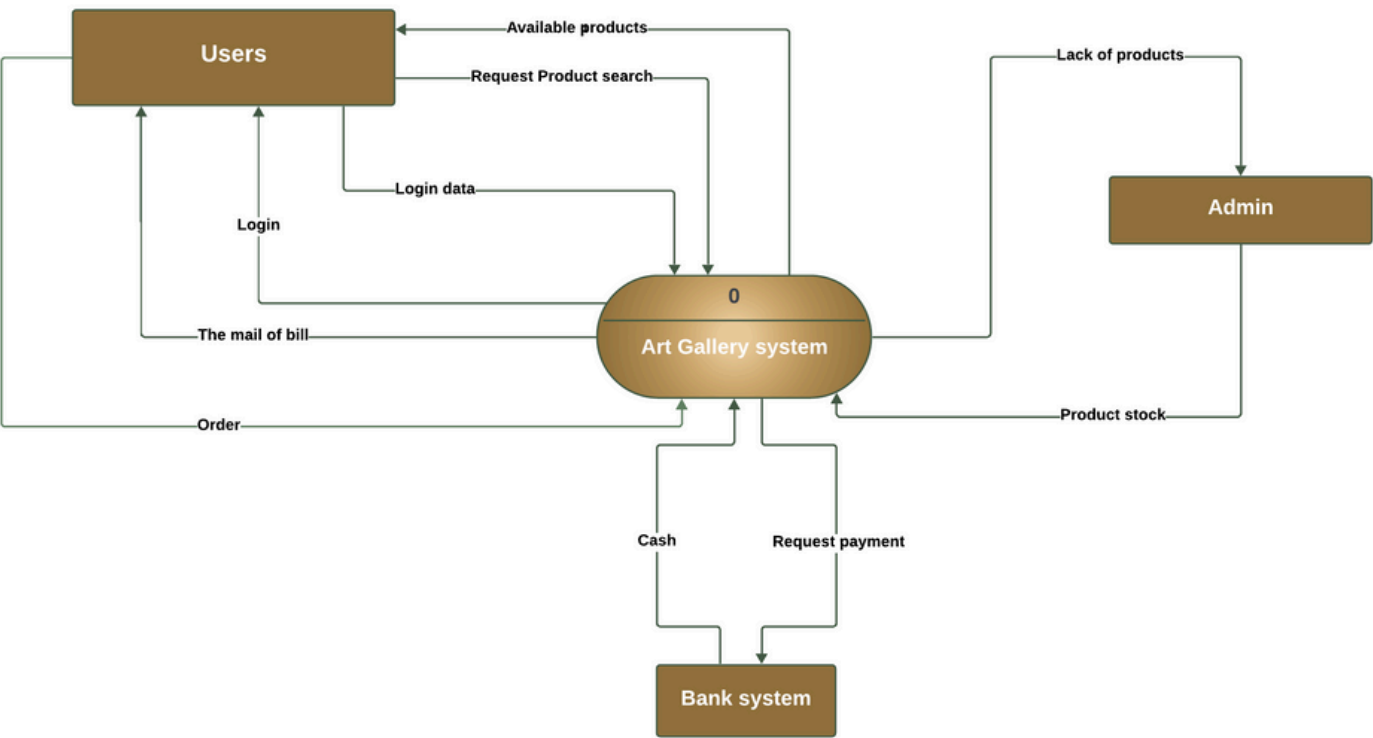 Available products
Users
Lack of products
Request Product search
Login data
Admin
Login
0
The mail of bill
Art Gallery system
Product stock
Order
Cash
Request payment
Bank system